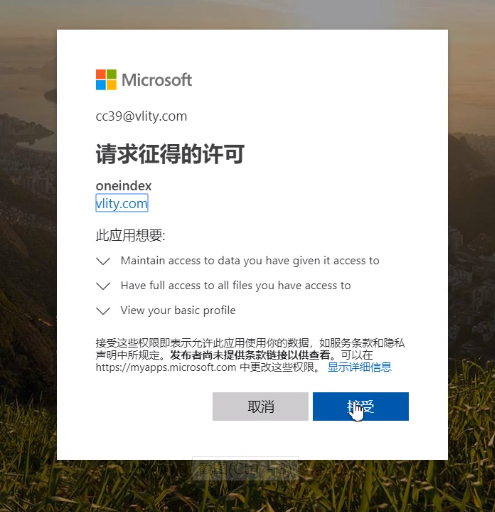 Microsoft
cc39@vlity.com
请求征得的许可
oneindex
vlity.com
此应用想要:
Maintain access to data you have given it access to
Have full access to all files you have access to
View your basic profile
接受这些权限即表示允许此应用使用你的数据，如服务条款和隐私
声明中所规定。发布者尚未提供条款链接以供查看。可以在
https://myapps.microsoft.com 中更改这些权限。 显示详细信息
取消
接受